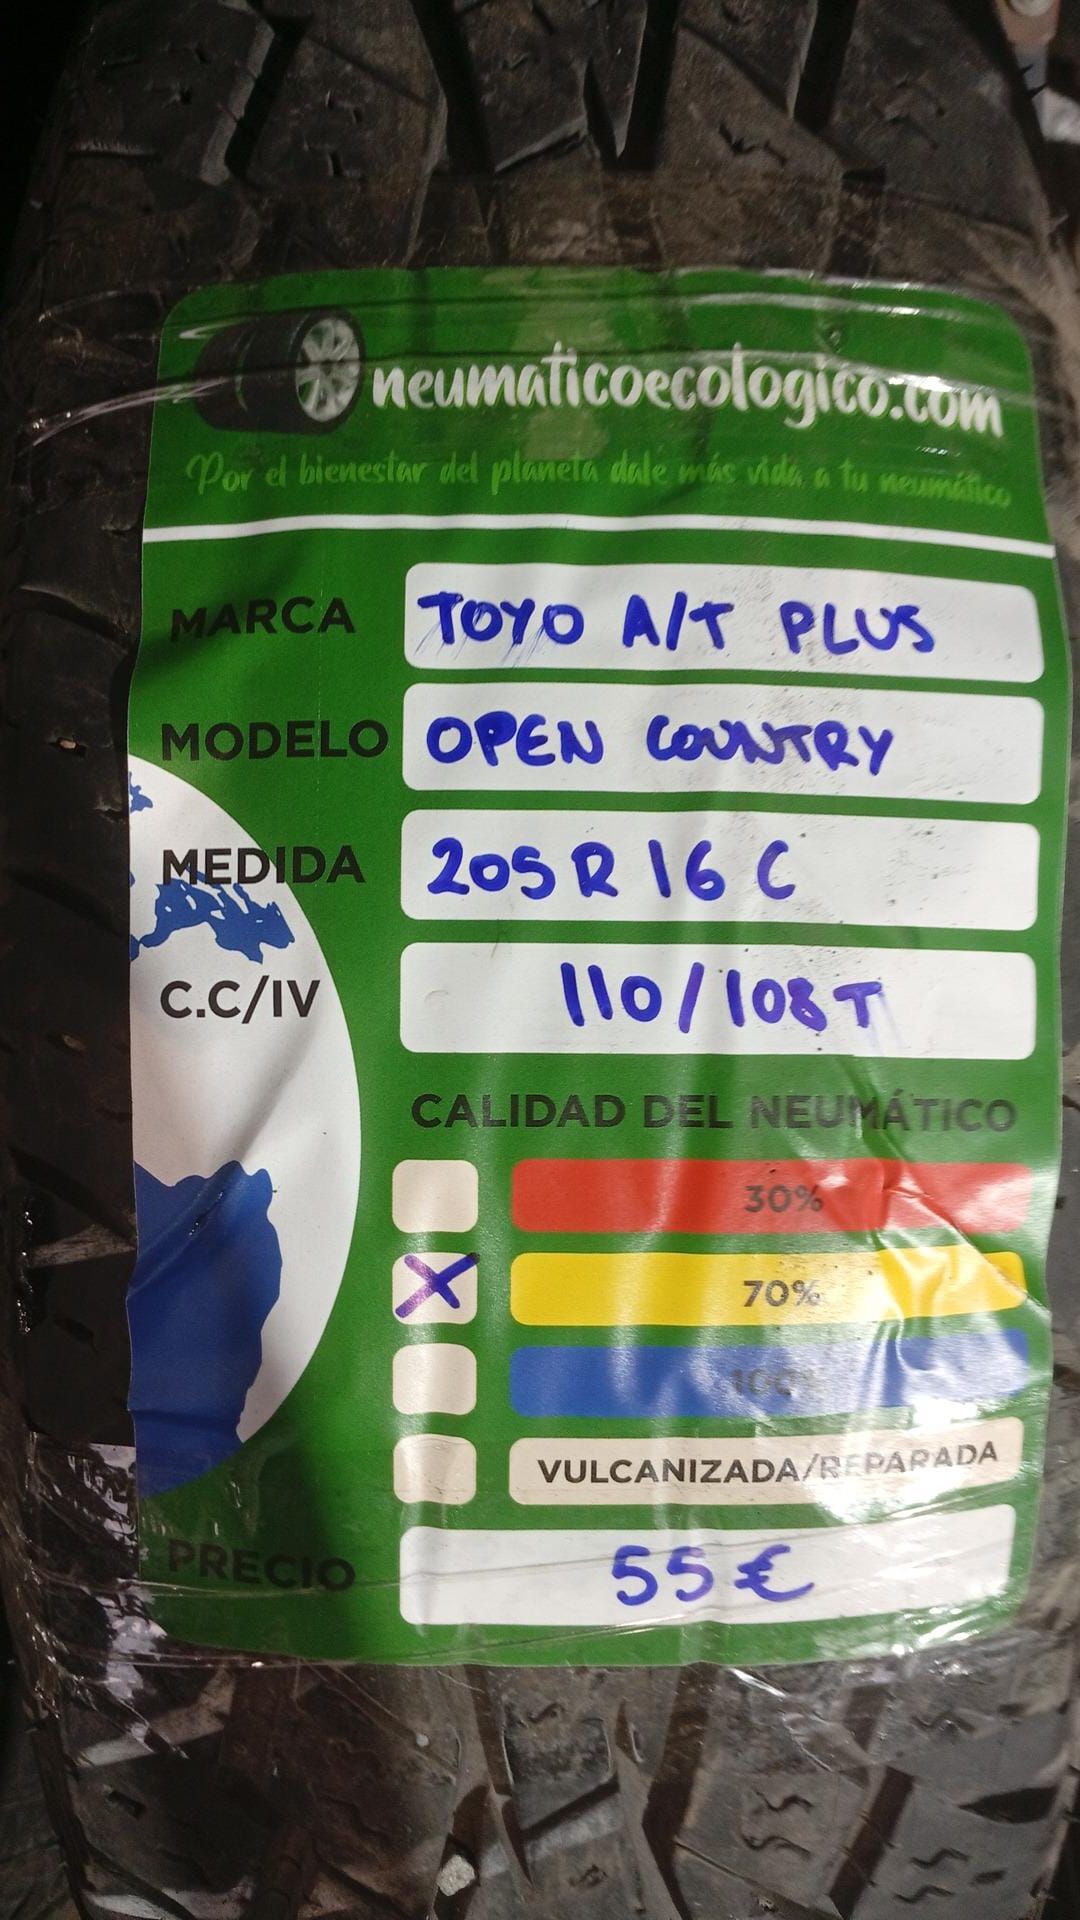 neumaticoecologico.com
Por el bienestar del planeta dale más vida a tu neumático
MARCA TOYO A/T PLUS
MODELO OPEN COUNTRY
MEDIDA 205 R 16 C
C.C/IV 110/108 T
CALIDAD DEL NEUMÁTICO
30%
X 70%
100%
VULCANIZADA/REPARADA
PRECIO 55 €